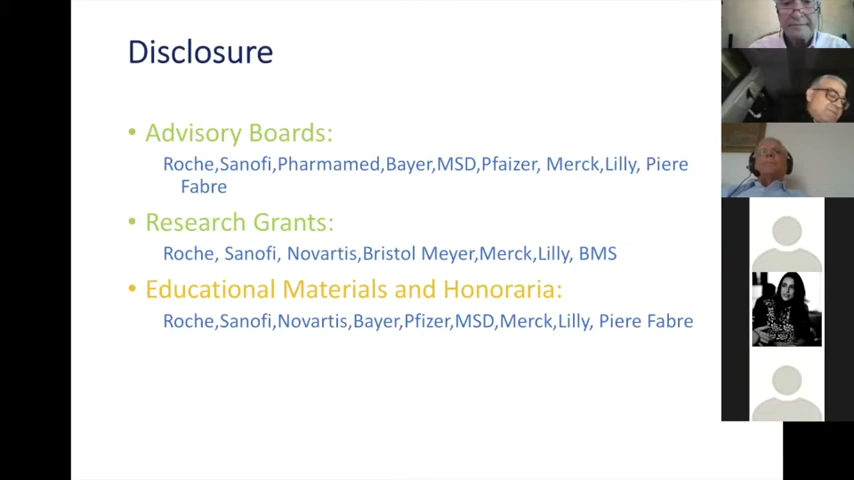 Disclosure
• Advisory Boards:
Roche,Sanofi,Pharmamed,Bayer,MSD,Pfaizer, Merck,Lilly, Piere
Fabre
• Research Grants:
Roche, Sanofi, Novartis,Bristol Meyer,Merck,Lilly, BMS
• Educational Materials and Honoraria:
Roche,Sanofi,Novartis,Bayer,Pfizer,MSD,Merck,Lilly, Piere Fabre